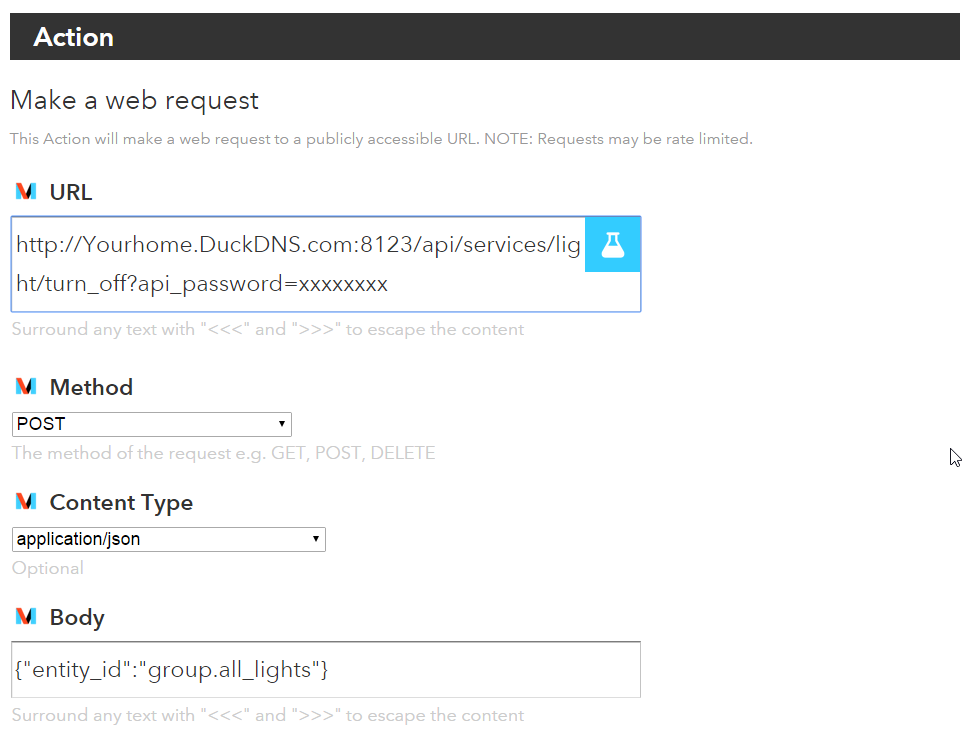 Action
Make a web request
This Action will make a web request to a publicly accessible URL. NOTE: Requests may be rate limited.
URL
http://Yourhome.DuckDNS.com:8123/api/services/lig
ht/turn_off?api_password=xxxxxxxx
Surround any text with "<<<" and ">>>" to escape the content
Method
POST
The method of the request e.g. GET, POST, DELETE
Content Type
application/json
Optional
Body
{"entity_id":"group.all_lights"}
Surround any text with "<<<" and ">>>" to escape the content